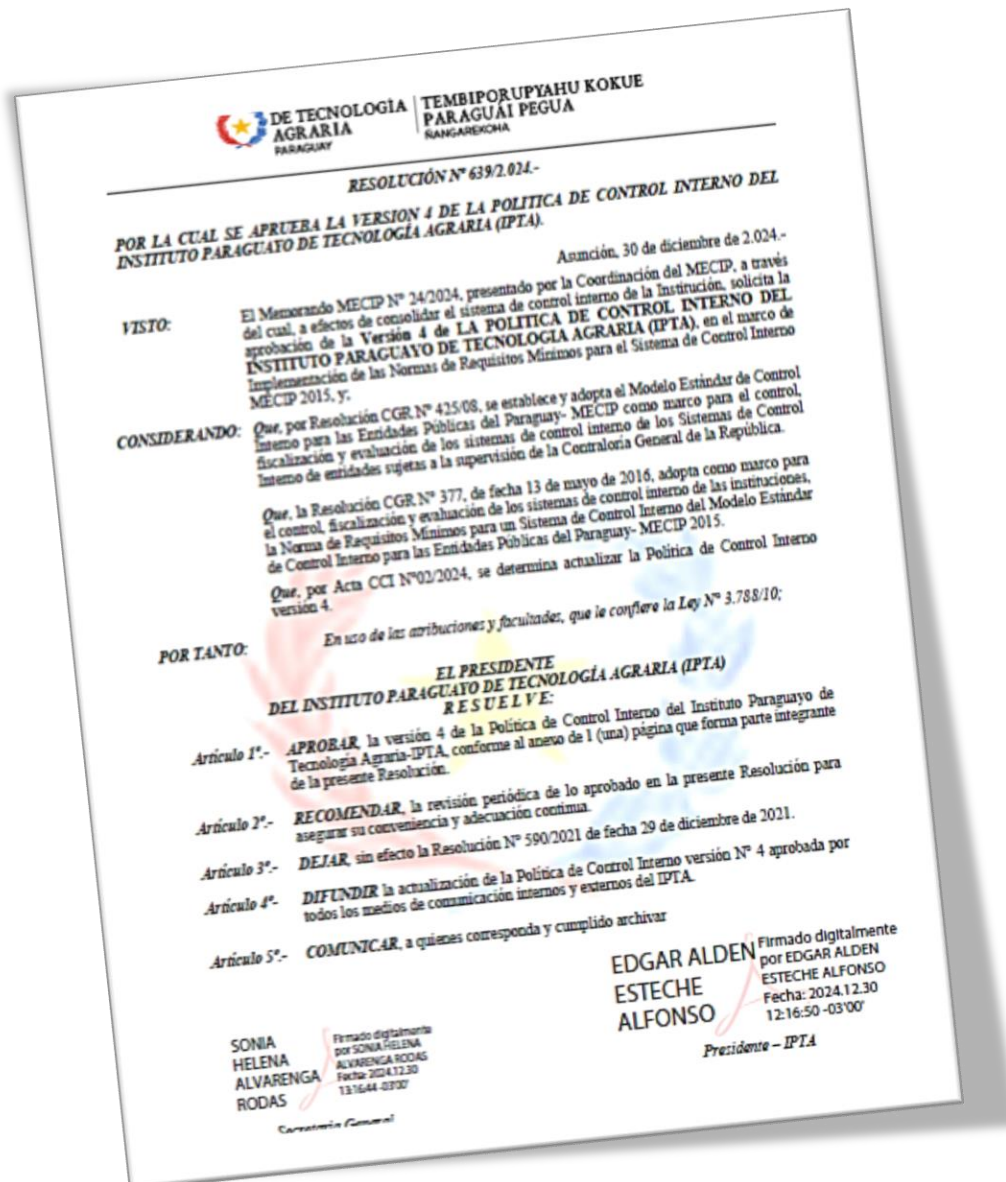 DE TECNOLOGÍA
AGRARIA
PARAGUAY
TEMBIPORUPYAHU KOKUE
PARAGUÁI PEGUA
ÑANGAREKOHA
RESOLUCIÓN Nº 639/2.024.-
POR LA CUAL SE APRUEBA LA VERSION 4 DE LA POLITICA DE CONTROL INTERNO DEL
INSTITUTO PARAGUAYO DE TECNOLOGÍA AGRARIA (IPTA).
Asunción, 30 de diciembre de 2.024.-
VISTO:
El Memorando MECIP Nº 24/2024, presentado por la Coordinación del MECIP, a través
del cual, a efectos de consolidar el sistema de control interno de la Institución, solicita la
aprobación de la Versión 4 de LA POLITICA DE CONTROL INTERNO DEL
INSTITUTO PARAGUAYO DE TECNOLOGIA AGRARIA (IPTA), en el marco de
Implementación de las Normas de Requisitos Mínimos para el Sistema de Control Interno
MECIP 2015, y;
CONSIDERANDO:
Que, por Resolución CGR Nº 425/08, se establece y adopta el Modelo Estándar de Control
Interno para las Entidades Públicas del Paraguay- MECIP como marco para el control,
fiscalización y evaluación de los sistemas de control interno de los Sistemas de Control
Interno de entidades sujetas a la supervisión de la Contraloría General de la República.
Que, la Resolución CGR Nº 377, de fecha 13 de mayo de 2016, adopta como marco para
el control, fiscalización y evaluación de los sistemas de control interno de las instituciones,
la Norma de Requisitos Mínimos para un Sistema de Control Interno del Modelo Estándar
de Control Interno para las Entidades Públicas del Paraguay- MECIP 2015.
Que, por Acta CCI Nº02/2024, se determina actualizar la Política de Control Interno
versión 4.
POR TANTO:
En uso de las atribuciones y facultades, que le confiere la Ley Nº 3.788/10;
EL PRESIDENTE
DEL INSTITUTO PARAGUAYO DE TECNOLOGÍA AGRARIA (IPTA)
R E S U E L V E:
Artículo 1º.- APROBAR, la versión 4 de la Política de Control Interno del Instituto Paraguayo de
Tecnología Agraria-IPTA, conforme al anexo de 1 (una) página que forma parte integrante
de la presente Resolución.
Artículo 2º.- RECOMENDAR, la revisión periódica de lo aprobado en la presente Resolución para
asegurar su conveniencia y adecuación continua.
Artículo 3º.- DEJAR, sin efecto la Resolución Nº 590/2021 de fecha 29 de diciembre de 2021.
Artículo 4º.- DIFUNDIR la actualización de la Política de Control Interno versión Nº 4 aprobada por
todos los medios de comunicación internos y externos del IPTA.
Artículo 5º.- COMUNICAR, a quienes corresponda y cumplido archivar
EDGAR ALDEN
ESTECHE
ALFONSO
Firmado digitalmente
por EDGAR ALDEN
ESTECHE ALFONSO
Fecha: 2024.12.30
12:16:50 -03'00'
Presidente – IPTA
SONIA
HELENA
ALVARENGA
RODAS
Firmado digitalmente
por SONIA HELENA
ALVARENGA RODAS
Fecha: 2024.12.30
13:16:44 -03'00'